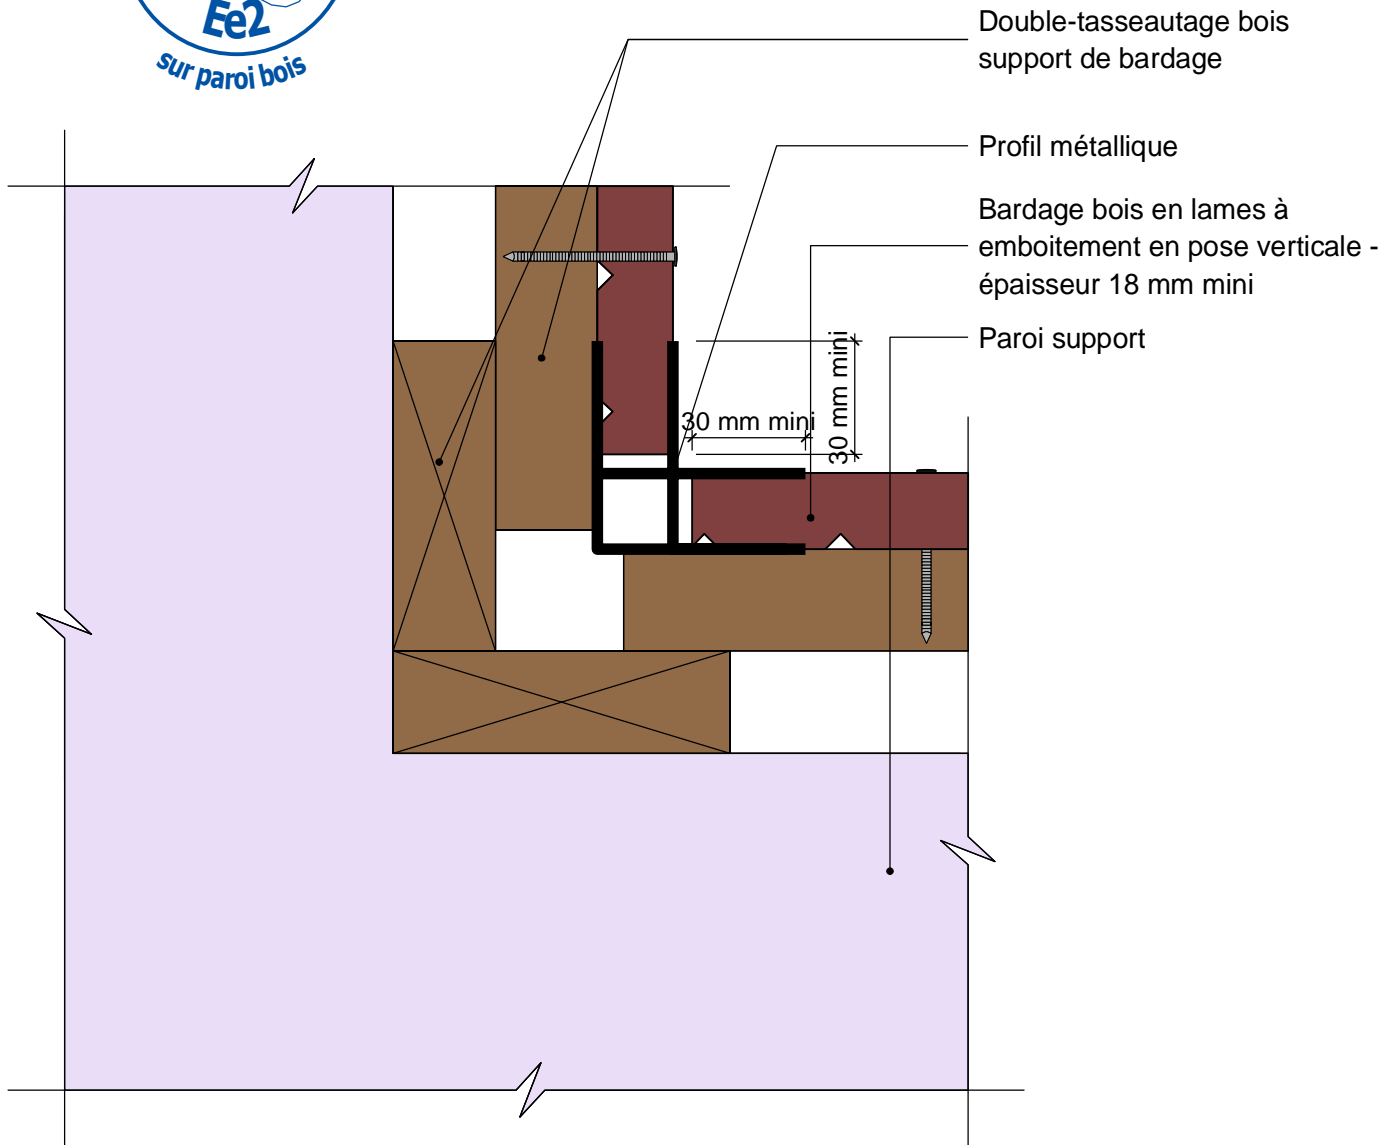 Ee2
sur paroi bois
Double-tasseautage bois
support de bardage
Profil métallique
Bardage bois en lames à
emboitement en pose verticale -
épaisseur 18 mm mini
Paroi support
30 mm mini
30 mm mini